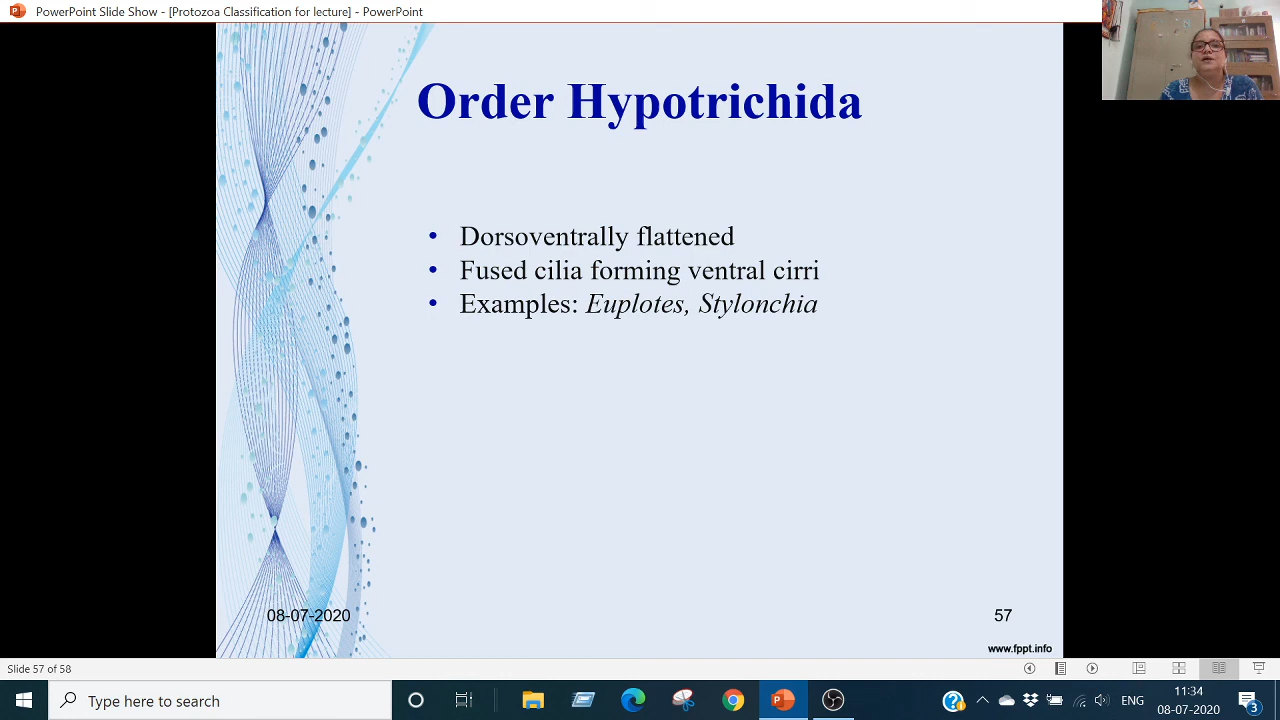 PowerPoint Slide Show - [Protozoa Classification for lecture] - PowerPoint
Order Hypotrichida
• Dorsoventrally flattened
• Fused cilia forming ventral cirri
• Examples: Euplotes, Stylonchia
08-07-2020
57
www.fppt.info
Slide 57 of 58
Type here to search
ENG
11:34
08-07-2020
3